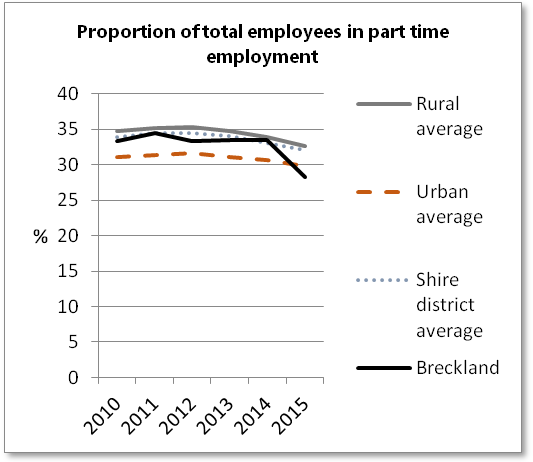 Proportion of total employees in part time
employment
40
35
30
25
20
15
10
5
0
%
2010
2011
2012
2013
2014
2015
Rural
average
Urban
average
Shire
district
average
Breckland